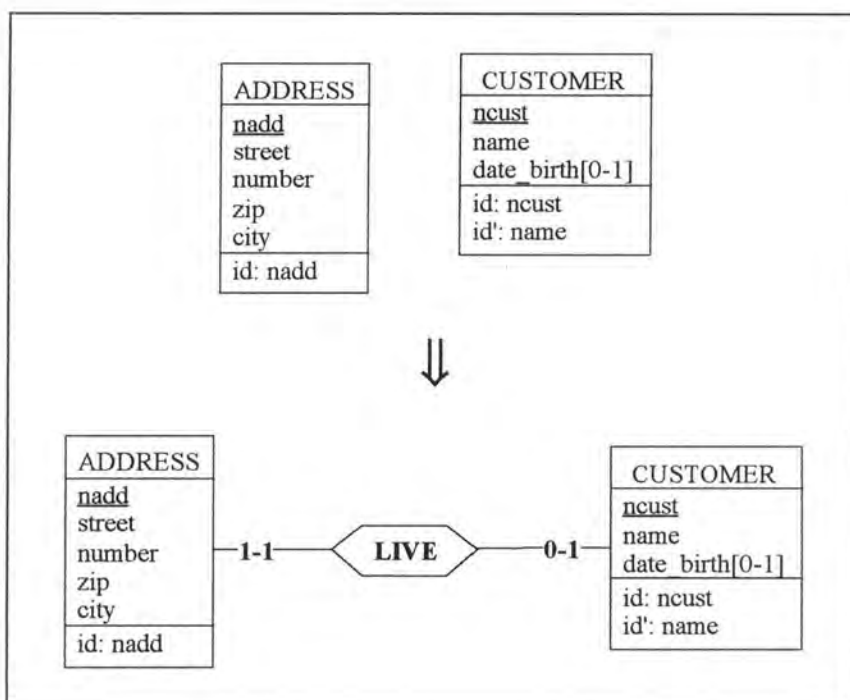 ADDRESS
nadd
street
number
zip
city
id: nadd
CUSTOMER
ncust
name
date_birth[0-1]
id: ncust
id': name
⇓
ADDRESS
nadd
street
number
zip
city
id: nadd
1-1
LIVE
0-1
CUSTOMER
ncust
name
date_birth[0-1]
id: ncust
id': name